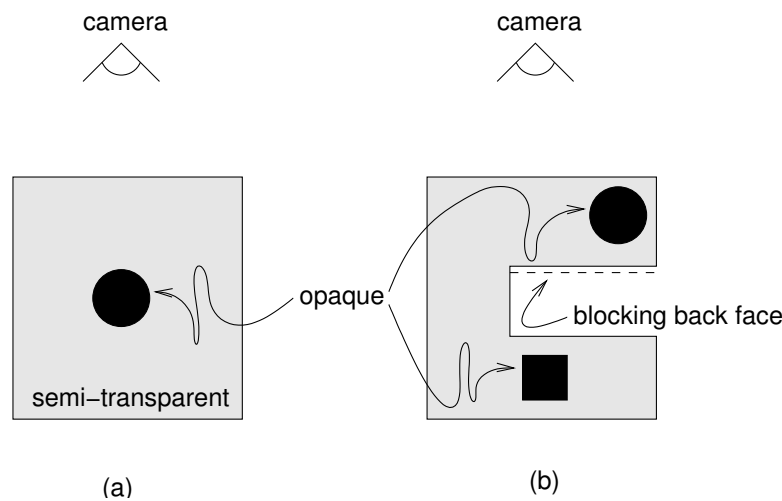 camera
camera
opaque
blocking back face
semi−transparent
(a)
(b)